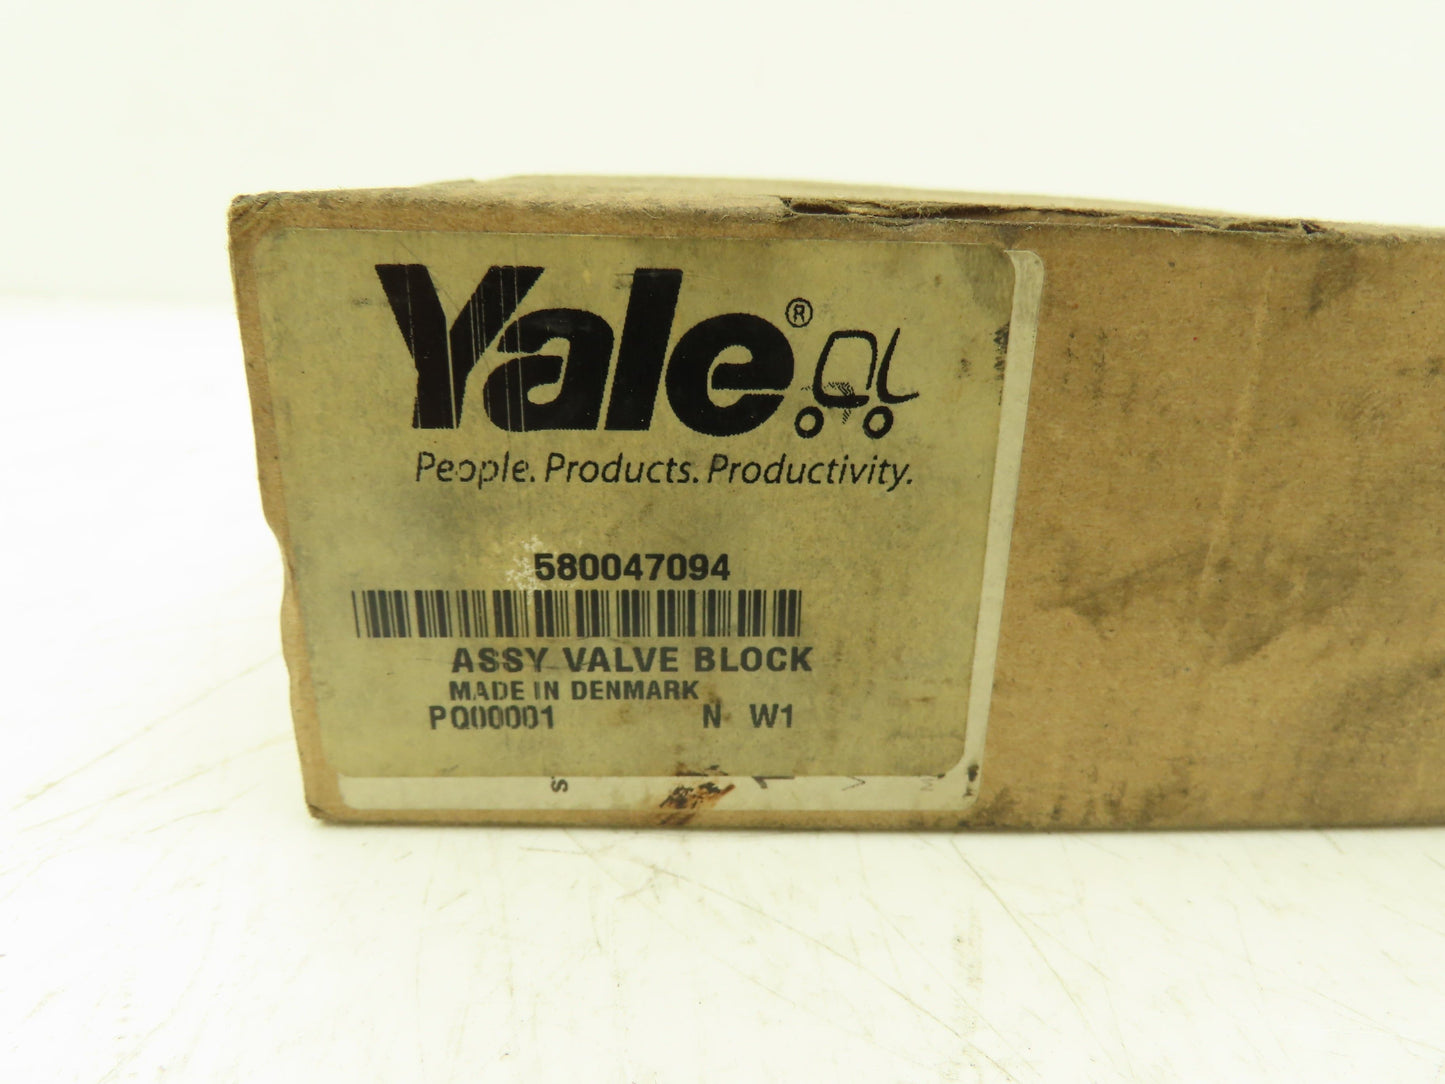 Yale®
People. Products. Productivity.
580047094
ASSY VALVE BLOCK
MADE IN DENMARK
PQ00001 N W1